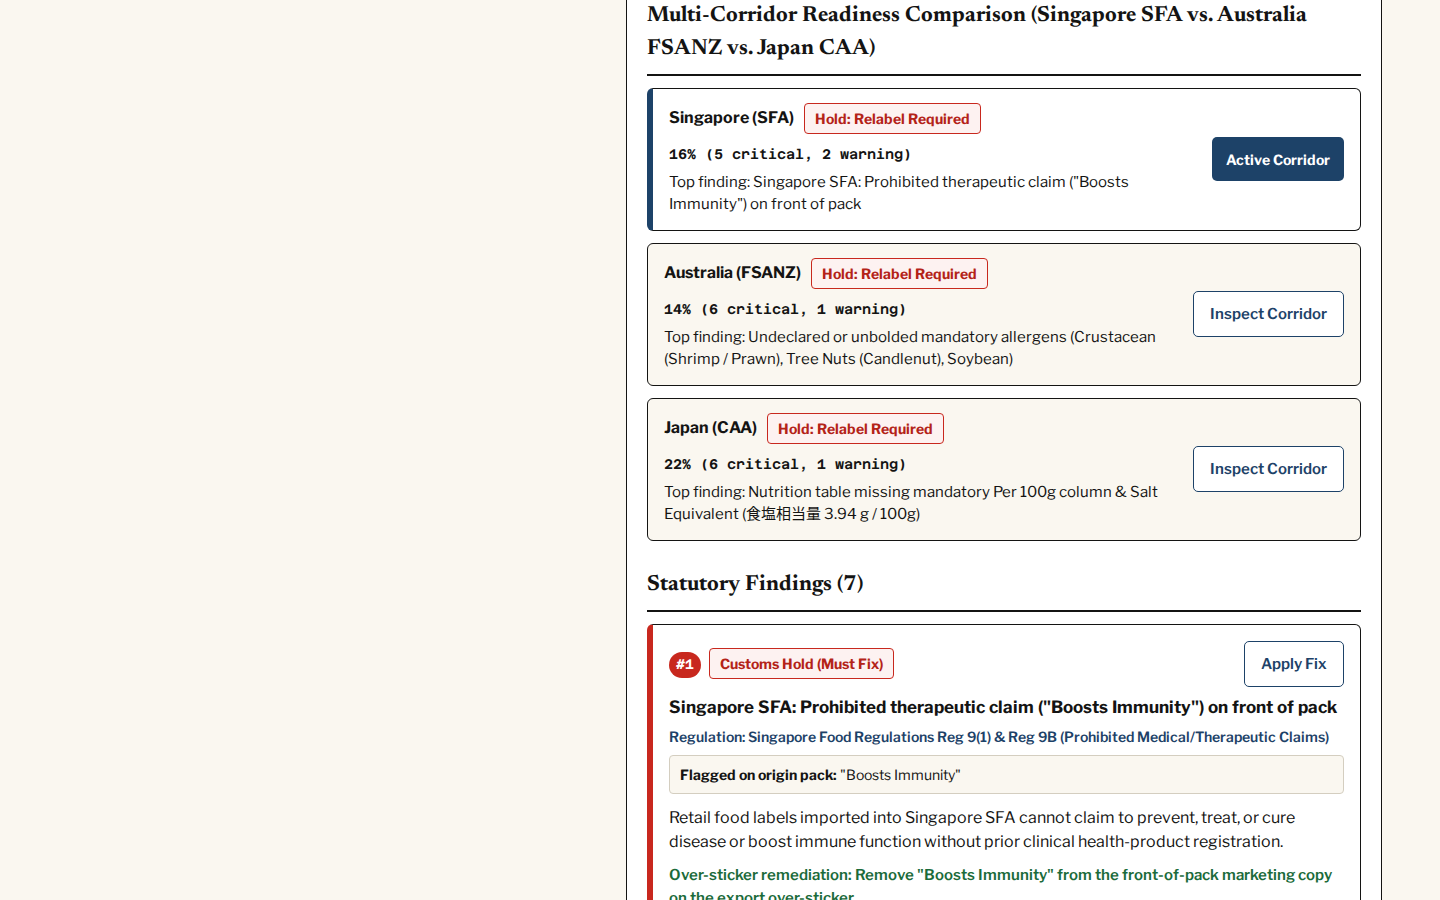 Multi-Corridor Readiness Comparison (Singapore SFA vs. Australia
FSANZ vs. Japan CAA)
Singapore (SFA) Hold: Relabel Required
16% (5 critical, 2 warning)
Top finding: Singapore SFA: Prohibited therapeutic claim ("Boosts
Immunity") on front of pack
Active Corridor
Australia (FSANZ) Hold: Relabel Required
14% (6 critical, 1 warning)
Top finding: Undeclared or unbolded mandatory allergens (Crustacean
(Shrimp / Prawn), Tree Nuts (Candlenut), Soybean)
Inspect Corridor
Japan (CAA) Hold: Relabel Required
22% (6 critical, 1 warning)
Top finding: Nutrition table missing mandatory Per 100g column & Salt
Equivalent (食塩相当量 3.94 g / 100g)
Inspect Corridor
Statutory Findings (7)
#1 Customs Hold (Must Fix) Apply Fix
Singapore SFA: Prohibited therapeutic claim ("Boosts Immunity") on front of pack
Regulation: Singapore Food Regulations Reg 9(1) & Reg 9B (Prohibited Medical/Therapeutic Claims)
Flagged on origin pack: "Boosts Immunity"
Retail food labels imported into Singapore SFA cannot claim to prevent, treat, or cure
disease or boost immune function without prior clinical health-product registration.
Over-sticker remediation: Remove "Boosts Immunity" from the front-of-pack marketing copy
on the export over-sticker.